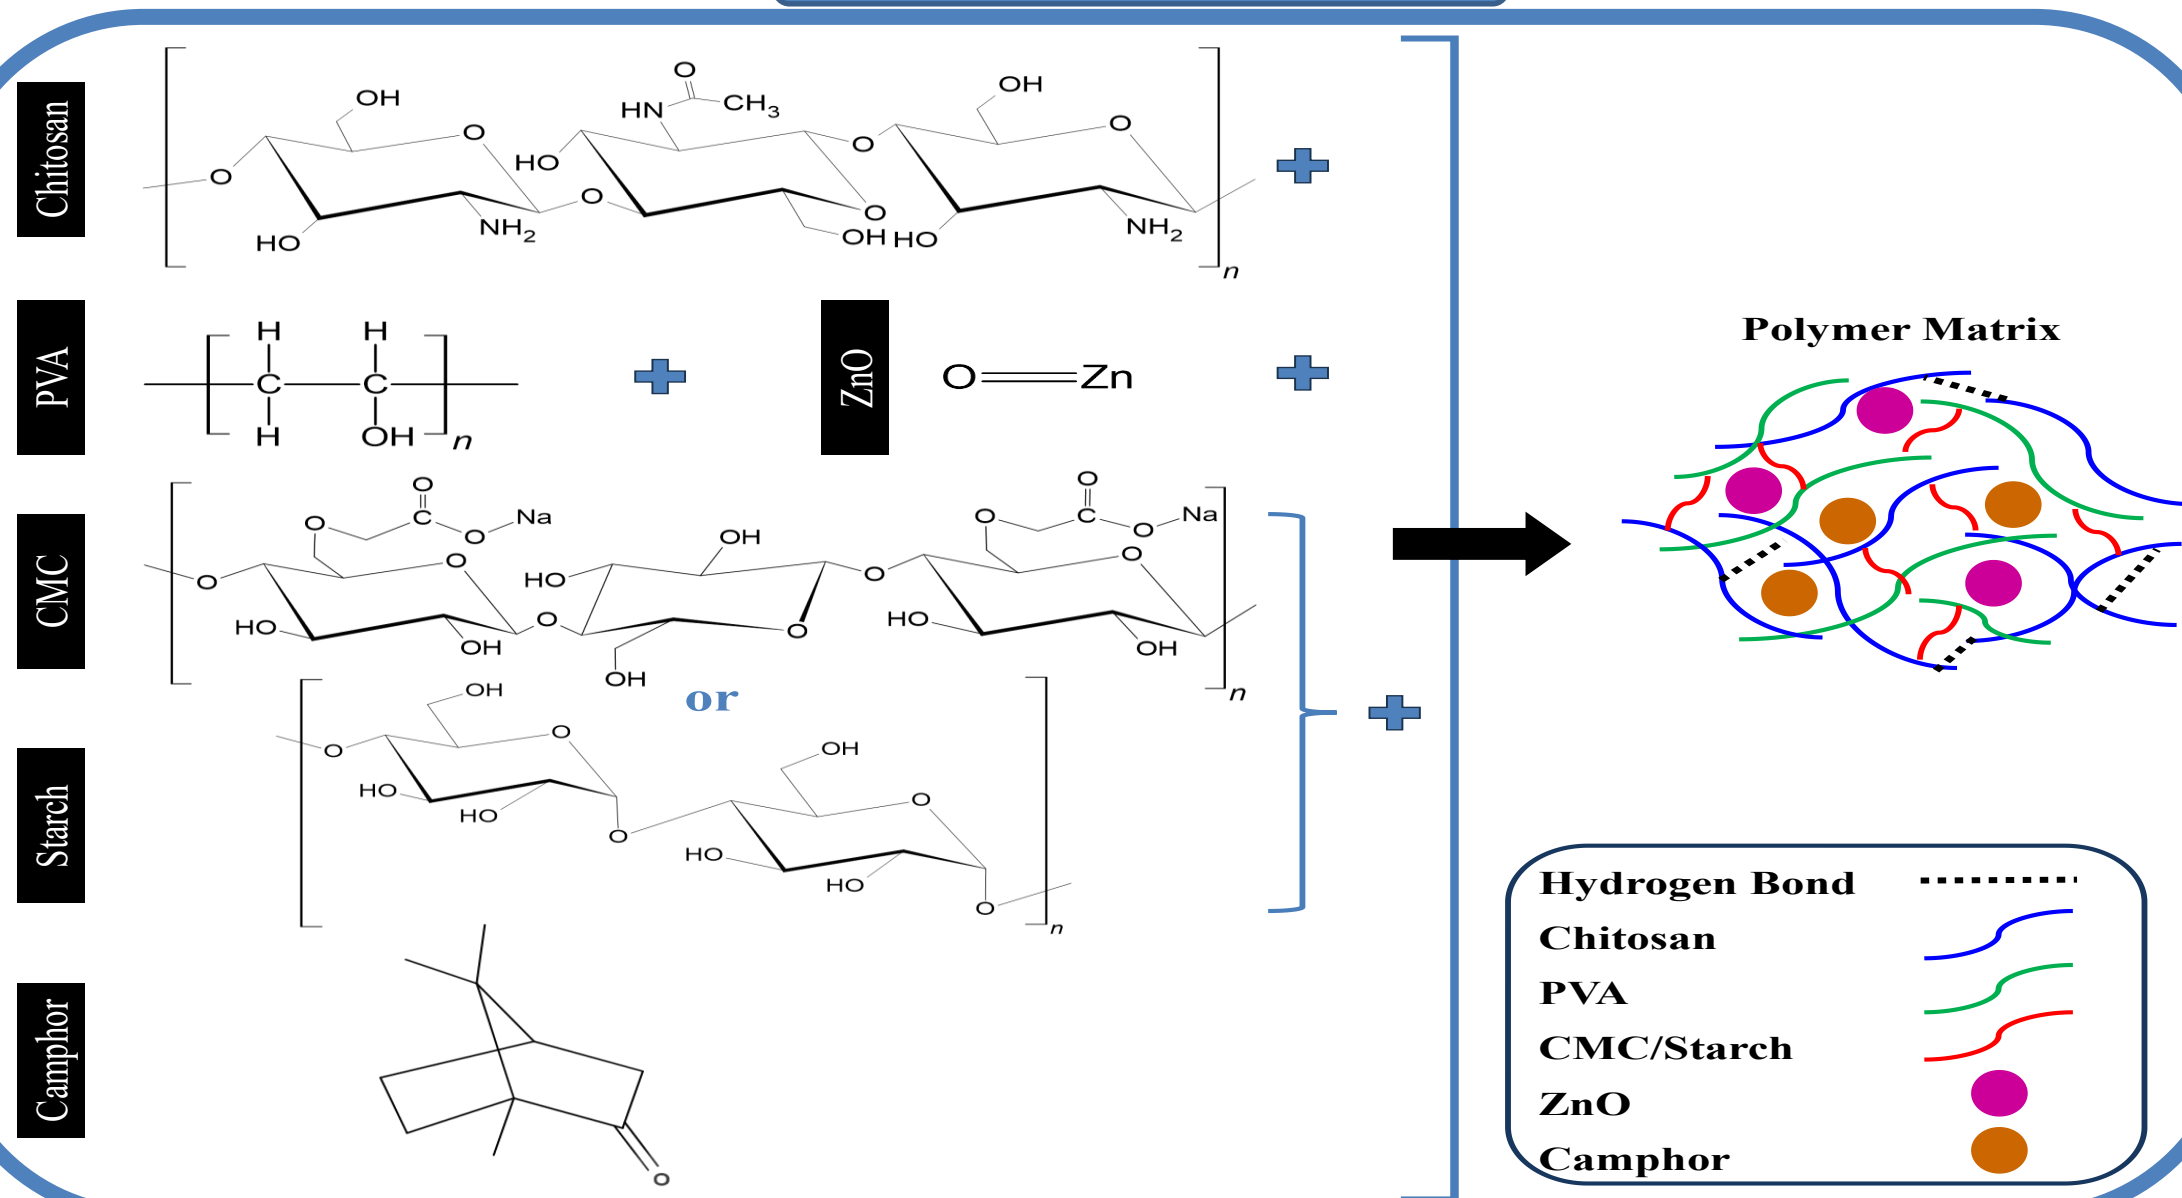 Chitosan
OH
O
HN
CH3
OH
O
O
HO
O
O
HO
NH2
O
OH
HO
NH2
n
PVA
H
H
C
C
H
OH
n
ZnO
O
Zn
CMC
O
C
O
Na
O
O
O
HO
OH
OH
HO
O
O
O
OH
O
C
O
Na
O
O
HO
OH
n
or
Starch
OH
O
O
HO
HO
O
OH
O
HO
HO
O
n
Camphor
O
Polymer Matrix
Hydrogen Bond
Chitosan
PVA
CMC/Starch
ZnO
Camphor